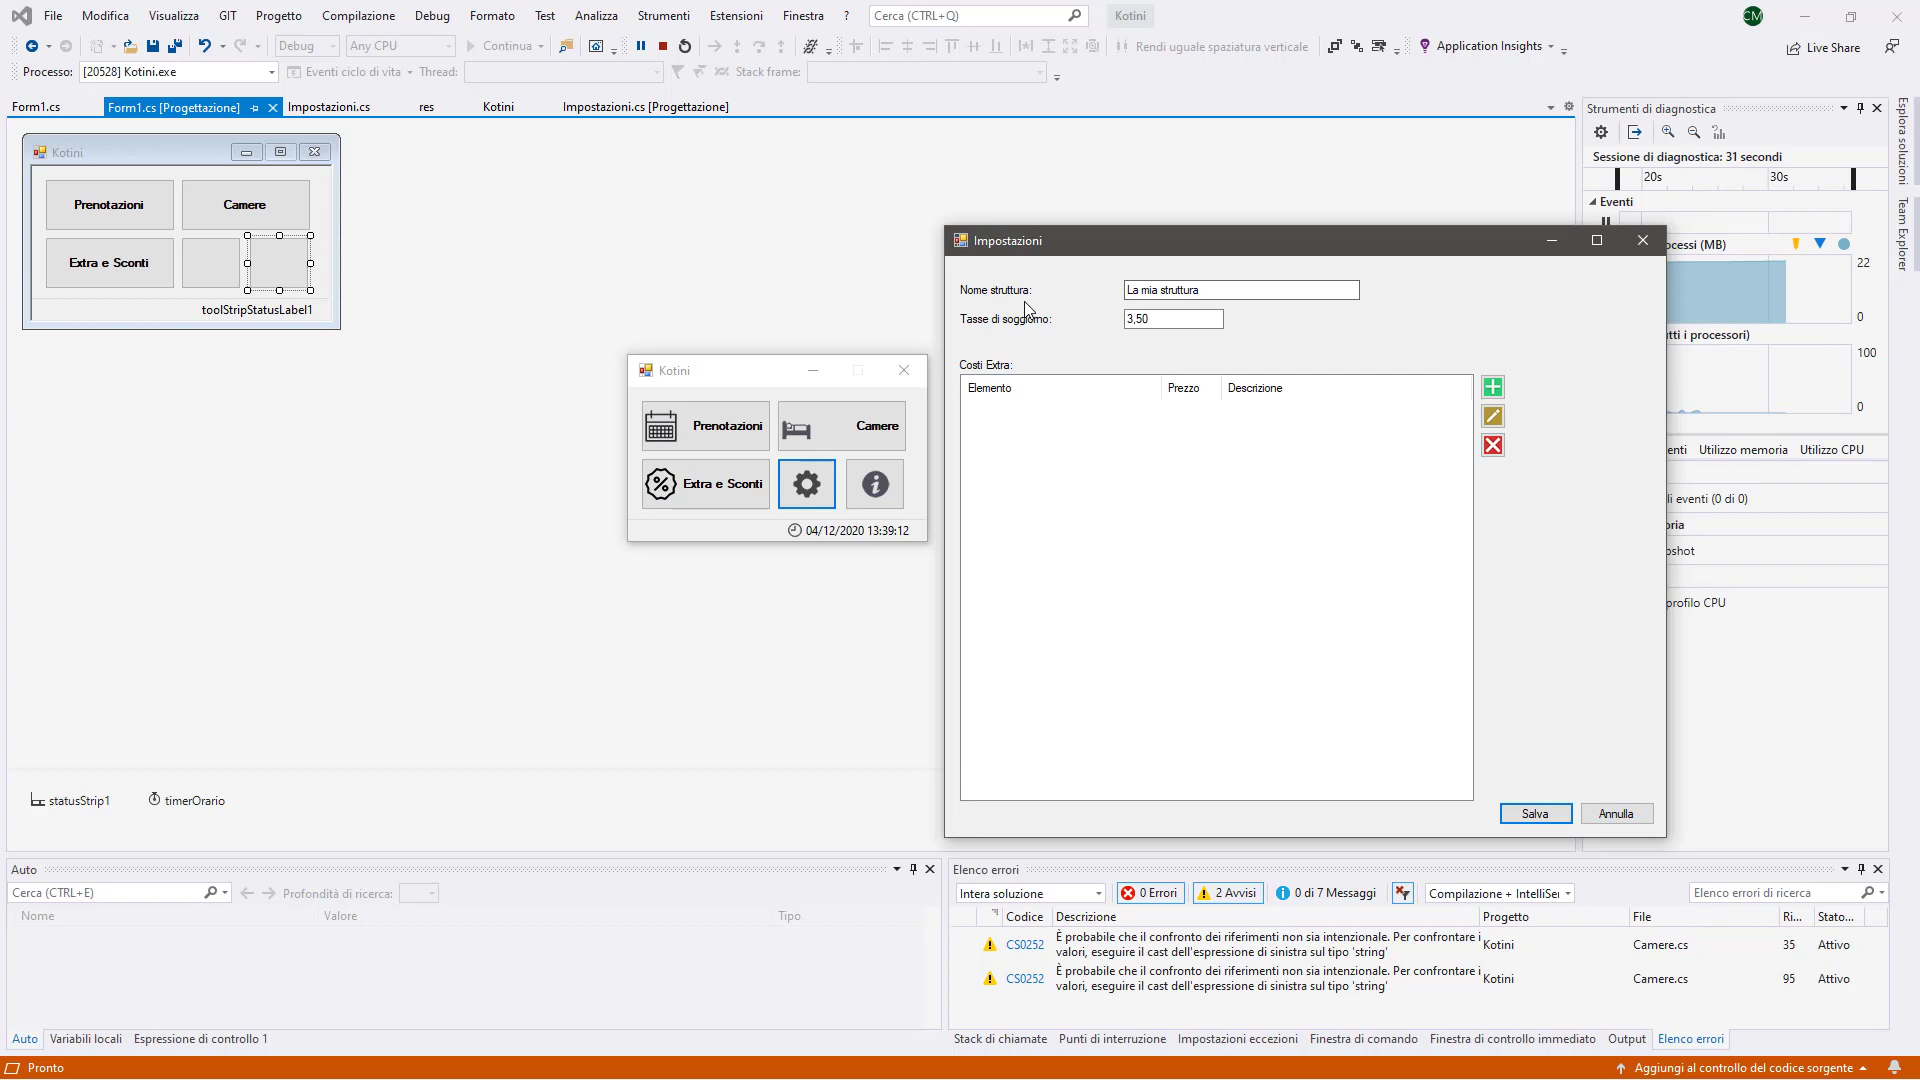 File Modifica Visualizza GIT Progetto Compilazione Debug Formato Test Analizza Strumenti Estensioni Finestra ? Cerca (CTRL+Q) Kotini CM
Debug Any CPU Continua Rendi uguale spaziatura verticale Application Insights Live Share
Processo: [20528] Kotini.exe Eventi ciclo di vita Thread: Stack frame:
Form1.cs Form1.cs [Progettazione] Impostazioni.cs res Kotini Impostazioni.cs [Progettazione]
Kotini
Prenotazioni Camere
Extra e Sconti
toolStripStatusLabel1
Kotini
Prenotazioni Camere
Extra e Sconti
04/12/2020 13:39:12
Impostazioni
Nome struttura: La mia struttura
Tasse di soggiorno: 3,50
Costi Extra:
Elemento Prezzo Descrizione
Salva Annulla
Strumenti di diagnostica
Sessione di diagnostica: 31 secondi
20s 30s
Eventi
ocessi (MB)
22
0
utti i processori)
100
0
enti Utilizzo memoria Utilizzo CPU
li eventi (0 di 0)
oria
pshot
profilo CPU
Esplora soluzioni
Team Explorer
statusStrip1 timerOrario
Auto
Cerca (CTRL+E) Profondità di ricerca:
Nome Valore Tipo
Auto Variabili locali Espressione di controllo 1
Elenco errori
Intera soluzione 0 Errori 2 Avvisi 0 di 7 Messaggi Compilazione + IntelliSe Elenco errori di ricerca
Codice Descrizione Progetto File Ri... Stato...
CS0252 È probabile che il confronto dei riferimenti non sia intenzionale. Per confrontare i Kotini Camere.cs 35 Attivo
valori, eseguire il cast dell'espressione di sinistra sul tipo 'string'
CS0252 È probabile che il confronto dei riferimenti non sia intenzionale. Per confrontare i Kotini Camere.cs 95 Attivo
valori, eseguire il cast dell'espressione di sinistra sul tipo 'string'
Stack di chiamate Punti di interruzione Impostazioni eccezioni Finestra di comando Finestra di controllo immediato Output Elenco errori
Pronto Aggiungi al controllo del codice sorgente